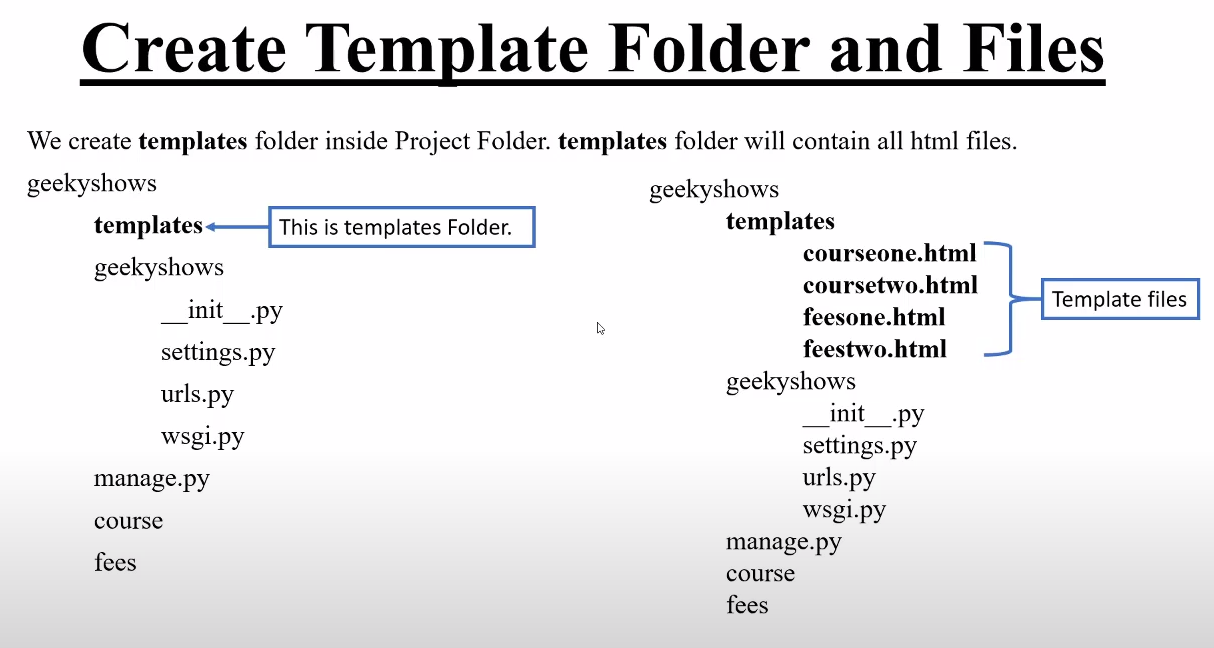 Create Template Folder and Files
We create templates folder inside Project Folder. templates folder will contain all html files.
geekyshows
templates
This is templates Folder.
geekyshows
__init__.py
settings.py
urls.py
wsgi.py
manage.py
course
fees
geekyshows
templates
courseone.html
coursetwo.html
feesone.html
feestwo.html
Template files
geekyshows
__init__.py
settings.py
urls.py
wsgi.py
manage.py
course
fees